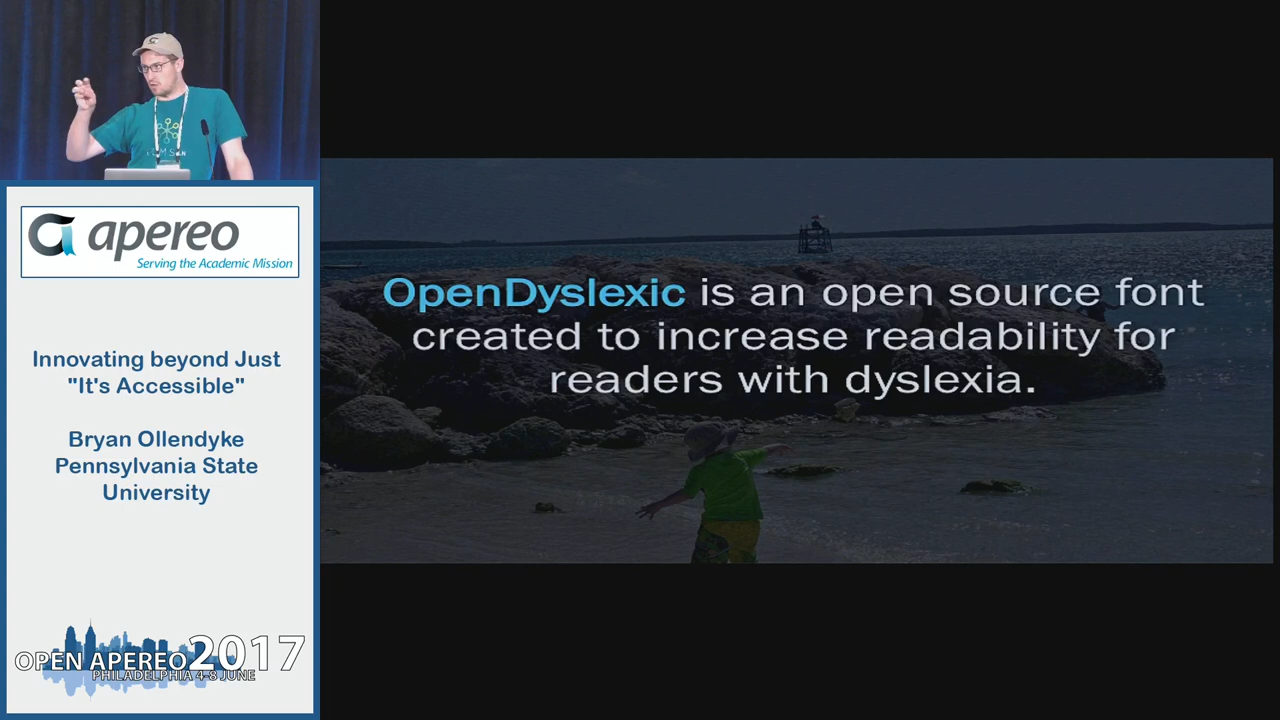 apereo
Serving the Academic Mission
Innovating beyond Just
"It's Accessible"
Bryan Ollendyke
Pennsylvania State
University
OPEN APEREO 2017
PHILADELPHIA 4-8 JUNE
OpenDyslexic is an open source font
created to increase readability for
readers with dyslexia.